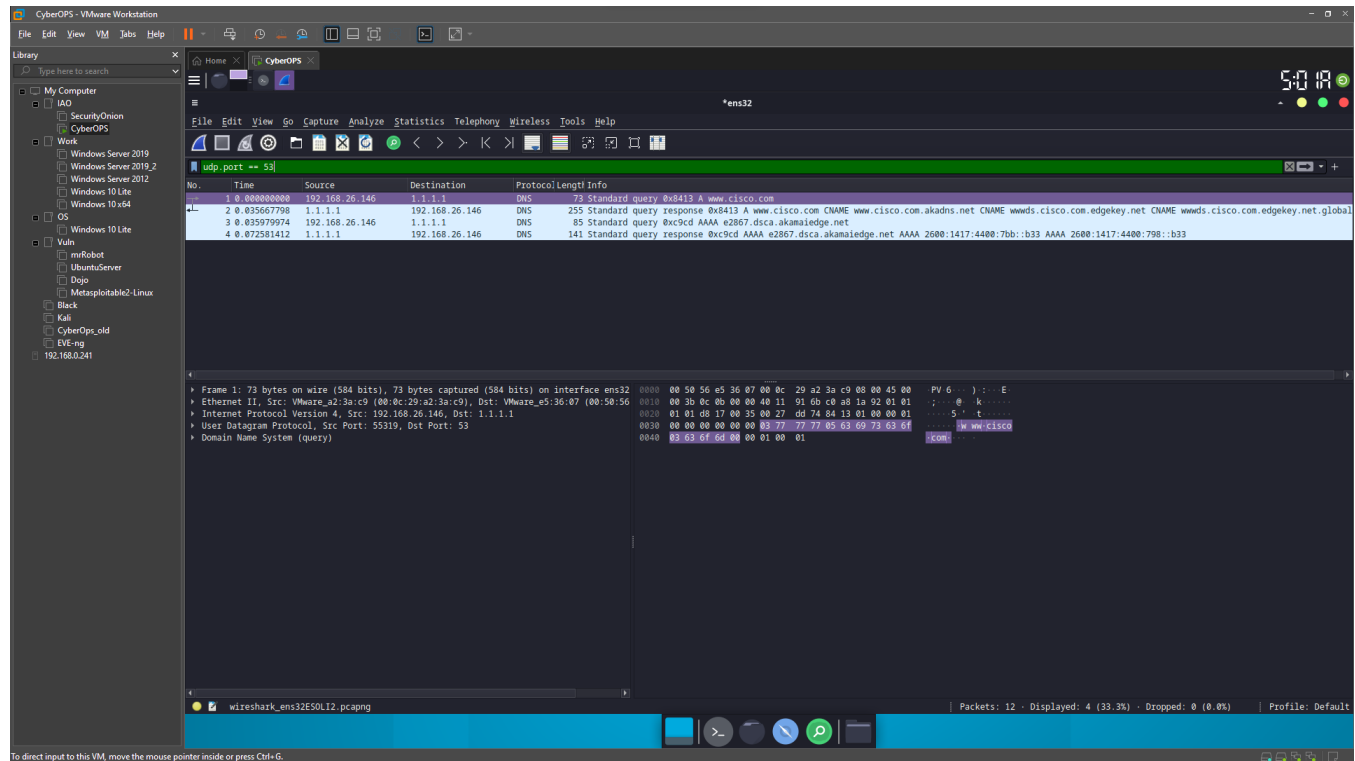 CyberOPS - VMware Workstation
File Edit View VM Tabs Help
Library
Type here to search
My Computer
IAO
SecurityOnion
CyberOPS
Work
Windows Server 2019
Windows Server 2019_2
Windows Server 2012
Windows 10 Lite
Windows 10 x64
OS
Windows 10 Lite
Vuln
mrRobot
UbuntuServer
Dojo
Metasploitable2-Linux
Black
Kali
CyberOps_old
EVE-ng
192.168.0.241
Home CyberOPS
*ens32
File Edit View Go Capture Analyze Statistics Telephony Wireless Tools Help
udp.port == 53
No. Time Source Destination Protocol Length Info
1 0.000000000 192.168.26.146 1.1.1.1 DNS 73 Standard query 0x8413 A www.cisco.com
2 0.035667798 1.1.1.1 192.168.26.146 DNS 255 Standard query response 0x8413 A www.cisco.com CNAME www.cisco.com.akadns.net CNAME wwwds.cisco.com.edgekey.net CNAME wwwds.cisco.com.edgekey.net.global
3 0.035979974 192.168.26.146 1.1.1.1 DNS 85 Standard query 0xc9cd AAAA e2867.dsca.akamaiedge.net
4 0.072581412 1.1.1.1 192.168.26.146 DNS 141 Standard query response 0xc9cd AAAA e2867.dsca.akamaiedge.net AAAA 2600:1417:4400:7bb::b33 AAAA 2600:1417:4400:798::b33
Frame 1: 73 bytes on wire (584 bits), 73 bytes captured (584 bits) on interface ens32
Ethernet II, Src: VMware_a2:3a:c9 (00:0c:29:a2:3a:c9), Dst: VMware_e5:36:07 (00:50:56
Internet Protocol Version 4, Src: 192.168.26.146, Dst: 1.1.1.1
User Datagram Protocol, Src Port: 55319, Dst Port: 53
Domain Name System (query)
0000 00 50 56 e5 36 07 00 0c 29 a2 3a c9 08 00 45 00 ·PV·6··· )·:···E·
0010 00 3b 0c 0b 00 00 40 11 91 6b c0 a8 1a 92 01 01 ·;····@· ·k······
0020 01 01 d8 17 00 35 00 27 dd 74 84 13 01 00 00 01 ·····5·' ·t······
0030 00 00 00 00 00 00 03 77 77 77 05 63 69 73 63 6f ·······w ww·cisco
0040 03 63 6f 6d 00 00 01 00 01 ·com·····
wireshark_ens32ESOLI2.pcapng
Packets: 12 · Displayed: 4 (33.3%) · Dropped: 0 (0.0%)
Profile: Default
To direct input to this VM, move the mouse pointer inside or press Ctrl+G.